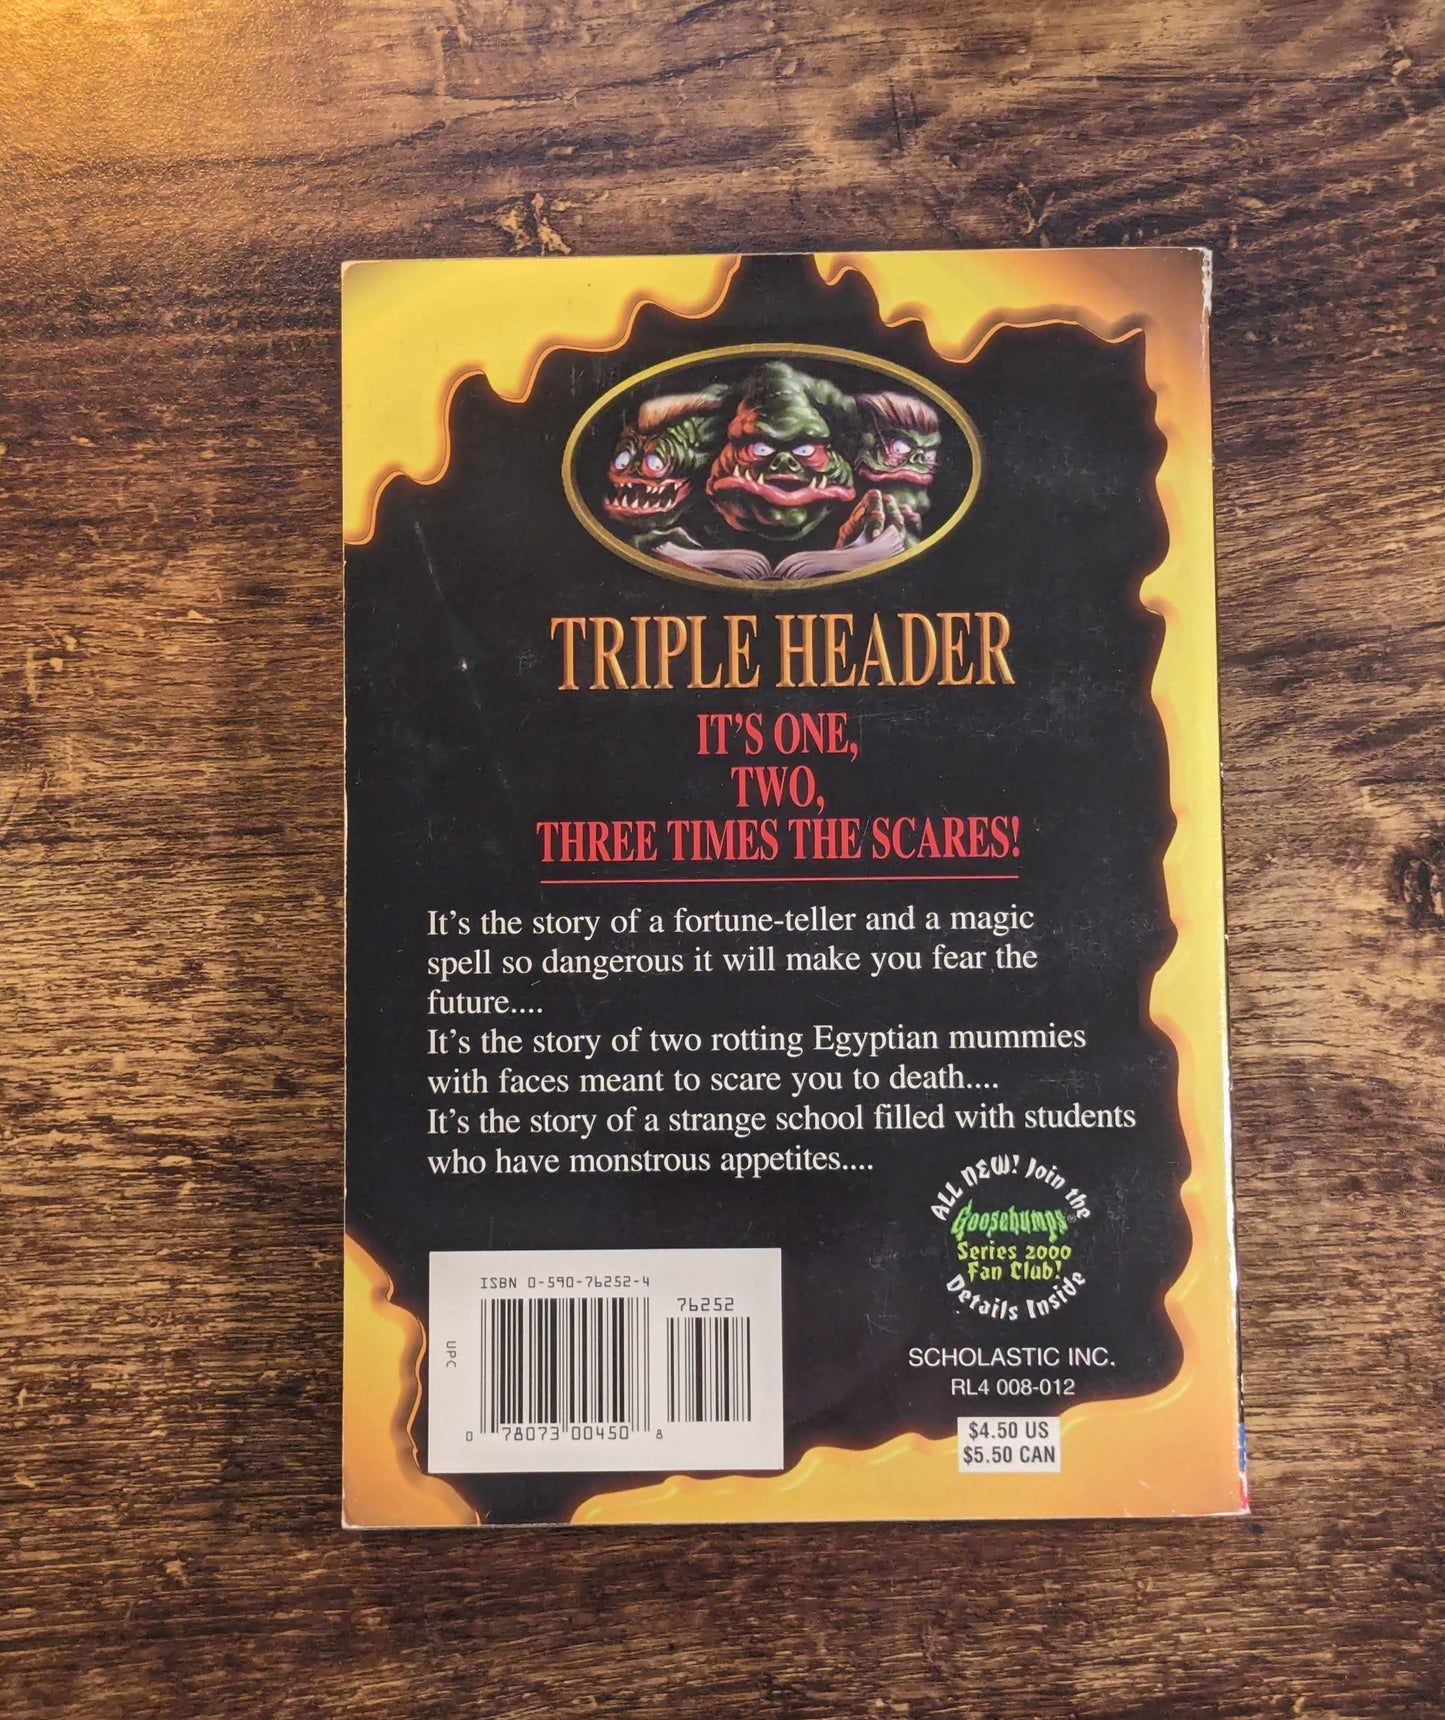 TRIPLE HEADER
IT'S ONE,
TWO,
THREE TIMES THE SCARES!
It's the story of a fortune-teller and a magic
spell so dangerous it will make you fear the
future....
It's the story of two rotting Egyptian mummies
with faces meant to scare you to death....
It's the story of a strange school filled with students
who have monstrous appetites....
ALL NEW! Join the
Goosebumps®
Series 2000
Fan Club!
Details Inside
ISBN 0-590-76252-4
76252
UPC
0 78073 00450 8
SCHOLASTIC INC.
RL4 008-012
$4.50 US
$5.50 CAN